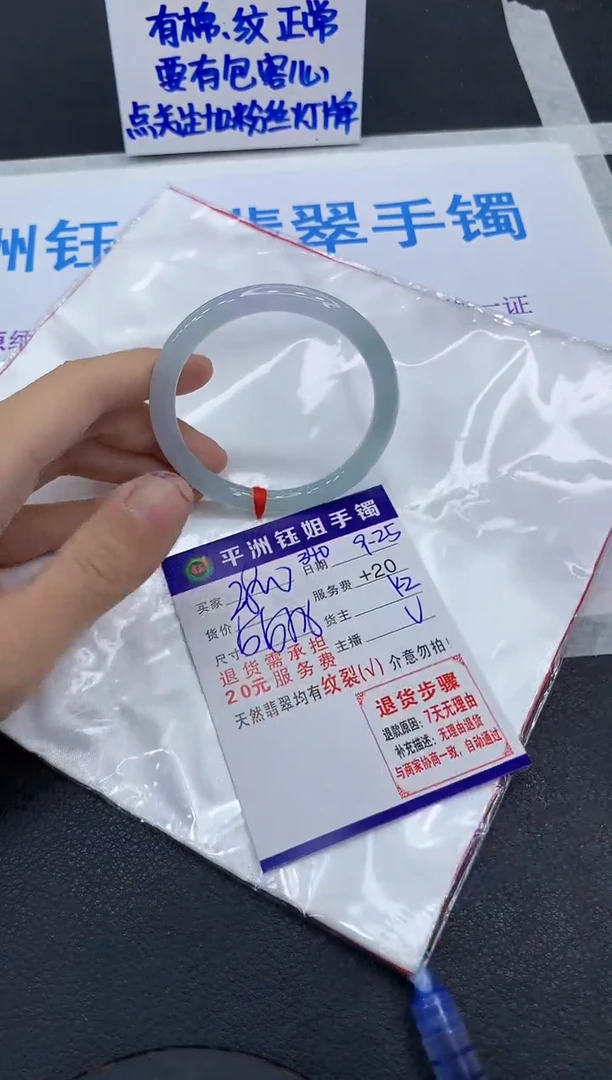 有棉、纹正常
要有包容心
点关注加粉丝灯牌
州钰
翡翠手镯
一证
平洲钰姐手镯
日期 9-25
买家
服务费 +20
货价
货主
尺寸
主播
退货需承担
20元服务费
天然翡翠均有纹裂(√) 介意勿拍!
退货步骤
退款原因：7天无理由
补充描述：无理由退货
与商家协商一致，自动通过